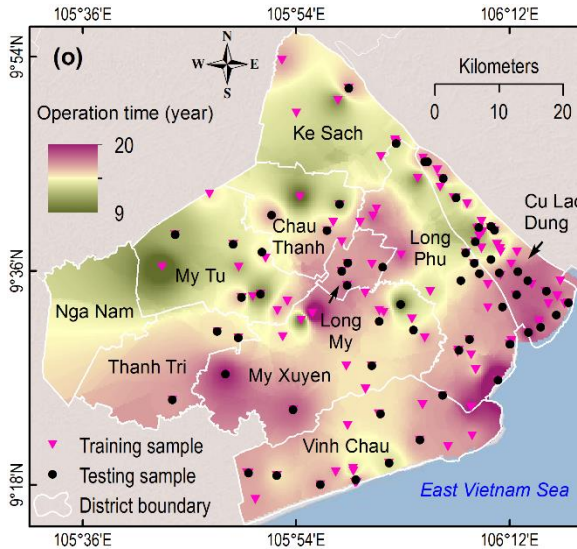 105°36'E
105°54'E
106°12'E
9°54'N
(o)
N
W
E
S
Kilometers
0
10
20
Operation time (year)
20
9
Ke Sach
Cu Lao
Dung
Chau
Thanh
Long
Phu
My Tu
9°36'N
Nga Nam
Long
My
Thanh Tri
My Xuyen
Vinh Chau
Training sample
Testing sample
District boundary
East Vietnam Sea
9°18'N
105°36'E
105°54'E
106°12'E